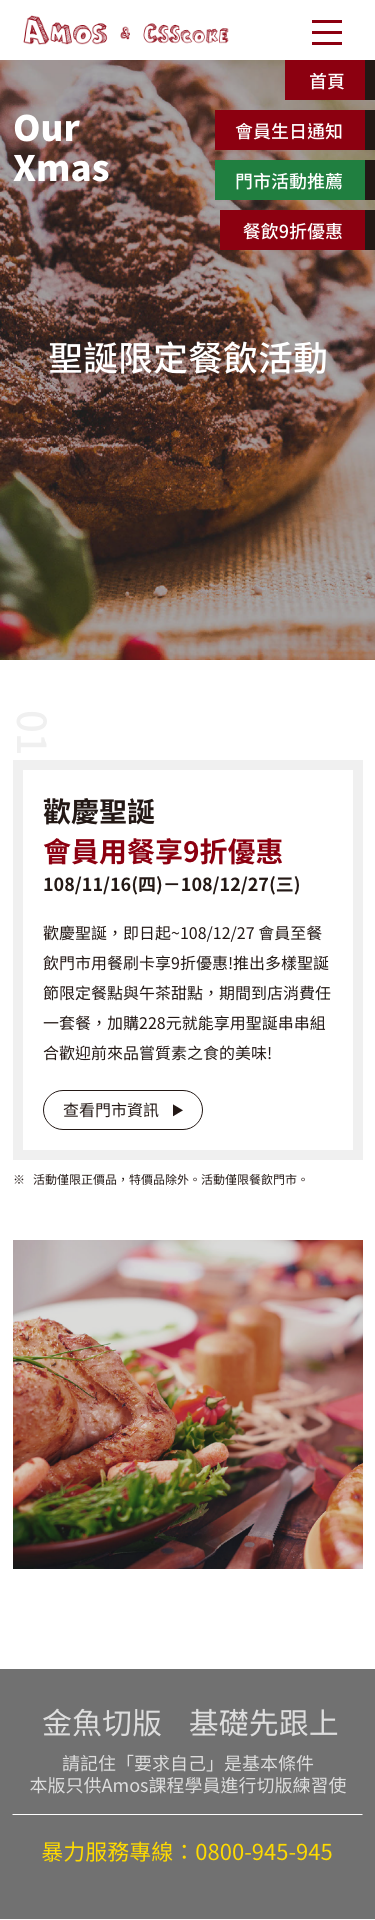 Amos & CSScoke
首頁
會員生日通知
門市活動推薦
餐飲9折優惠
Our
Xmas
聖誕限定餐飲活動
01
歡慶聖誕
會員用餐享9折優惠
108/11/16(四)－108/12/27(三)
歡慶聖誕，即日起~108/12/27 會員至餐
飲門市用餐刷卡享9折優惠!推出多樣聖誕
節限定餐點與午茶甜點，期間到店消費任
一套餐，加購228元就能享用聖誕串串組
合歡迎前來品嘗質素之食的美味!
查看門市資訊 ▶
※ 活動僅限正價品，特價品除外。活動僅限餐飲門市。
金魚切版 基礎先跟上
請記住「要求自己」是基本條件
本版只供Amos課程學員進行切版練習使
暴力服務專線：0800-945-945